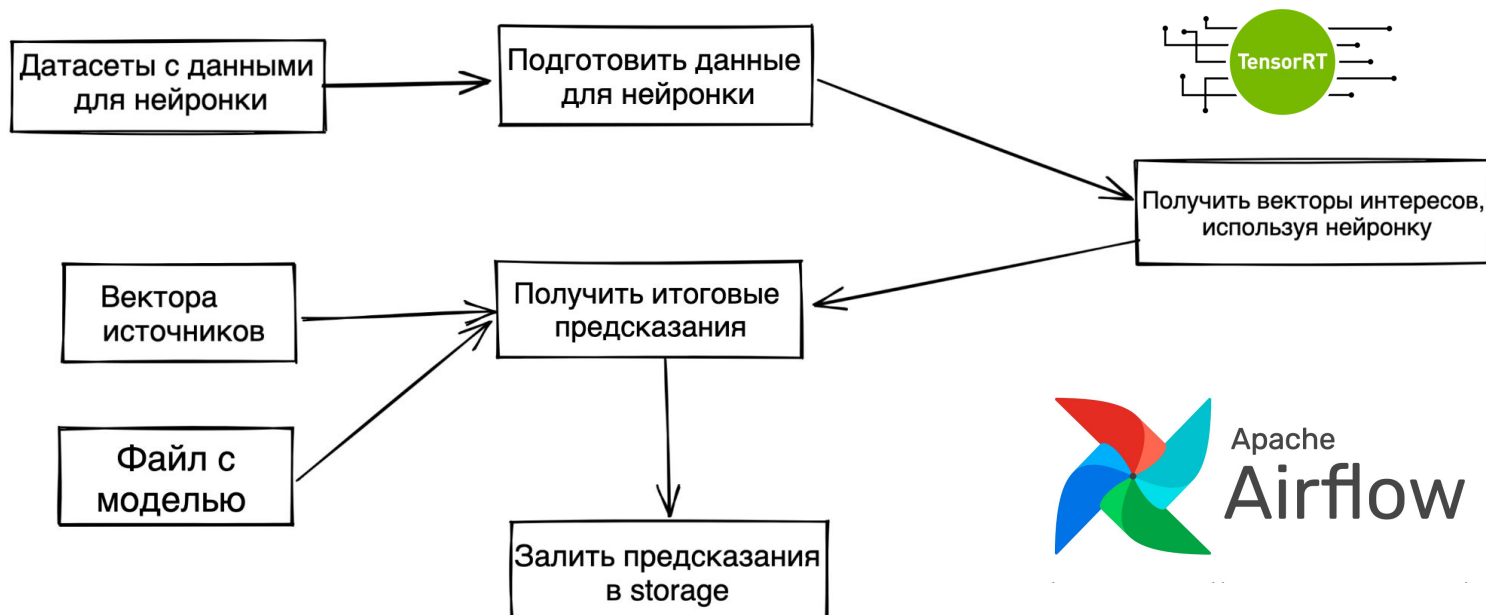 Датасеты с данными
для нейронки
Подготовить данные
для нейронки
TensorRT
Получить векторы интересов,
используя нейронку
Вектора
источников
Получить итоговые
предсказания
Файл с
моделью
Apache
Airflow
Залить предсказания
в storage